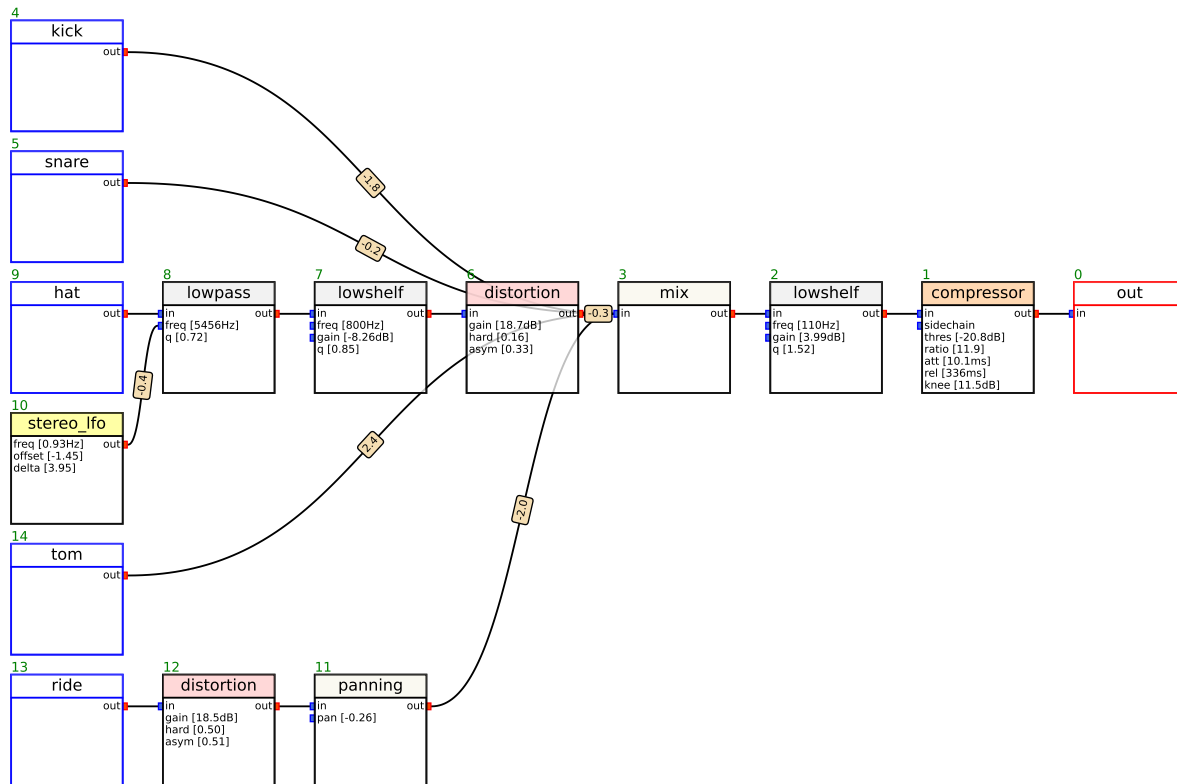 4
kick
out
5
snare
out
-1.8
-0.2
9
hat
out
8
lowpass
in out
freq [5456Hz]
q [0.72]
7
lowshelf
in out
freq [800Hz]
gain [-8.26dB]
q [0.85]
6
distortion
in out
gain [18.7dB]
hard [0.16]
asym [0.33]
-0.3
3
mix
in out
2
lowshelf
in out
freq [110Hz]
gain [3.99dB]
q [1.52]
1
compressor
in out
sidechain
thres [-20.8dB]
ratio [11.9]
att [10.1ms]
rel [336ms]
knee [11.5dB]
0
out
in
-0.4
10
stereo_lfo
freq [0.93Hz] out
offset [-1.45]
delta [3.95]
2.4
-2.0
14
tom
out
13
ride
out
12
distortion
in out
gain [18.5dB]
hard [0.50]
asym [0.51]
11
panning
in out
pan [-0.26]